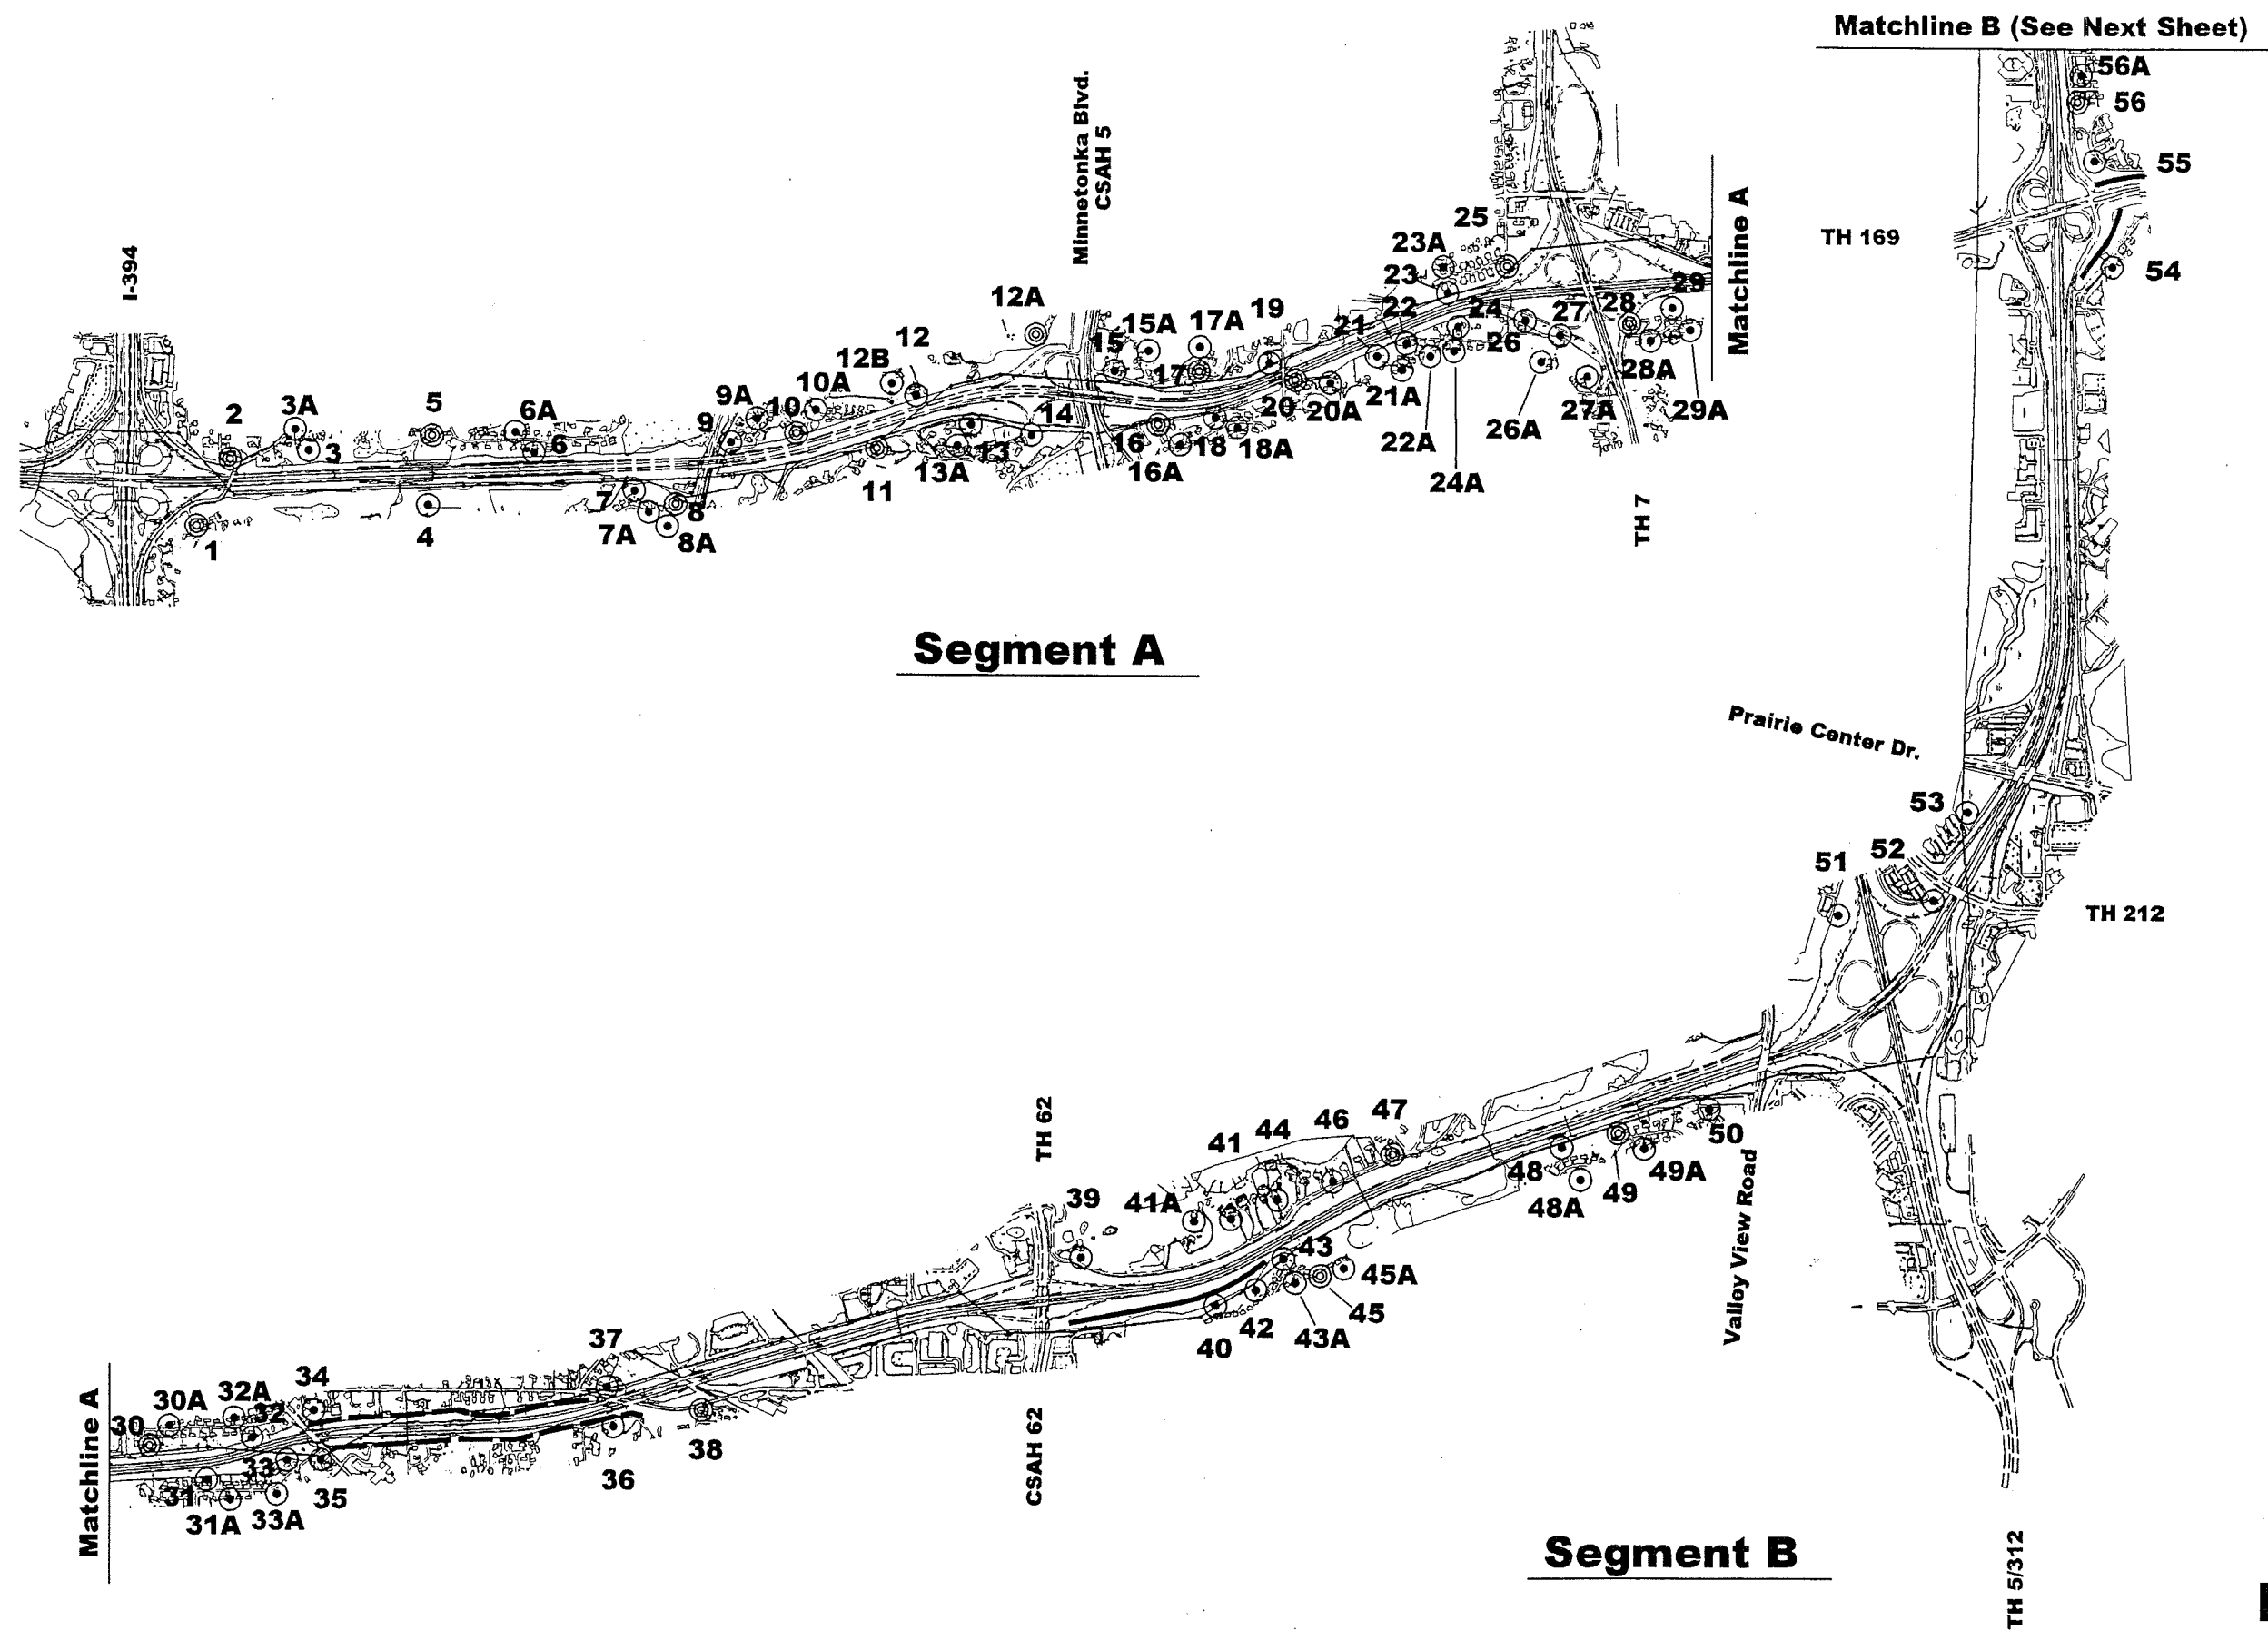 Matchline B (See Next Sheet)
56A
56
55
TH 169
54
Minnetonka Blvd.
CSAH 5
I-394
Matchline A
25
23A
23
12A
19
29
22
24
28
27
15A
17A
21
12
15
12B
26
17
28A
9A
10A
10
20
20A
21A
27A
29A
2
3A
5
6A
9
14
3
6
16
18
18A
22A
26A
13A
13
16A
24A
11
7
8
7A
8A
1
4
TH 7
Segment A
Prairie Center Dr.
53
52
51
TH 212
TH 62
47
46
44
41
50
48
49A
49
48A
39
41A
Valley View Road
43
45A
45
42
43A
40
37
34
32A
30A
32
30
38
36
33
31
35
31A
33A
Matchline A
CSAH 62
Segment B
TH 5/312